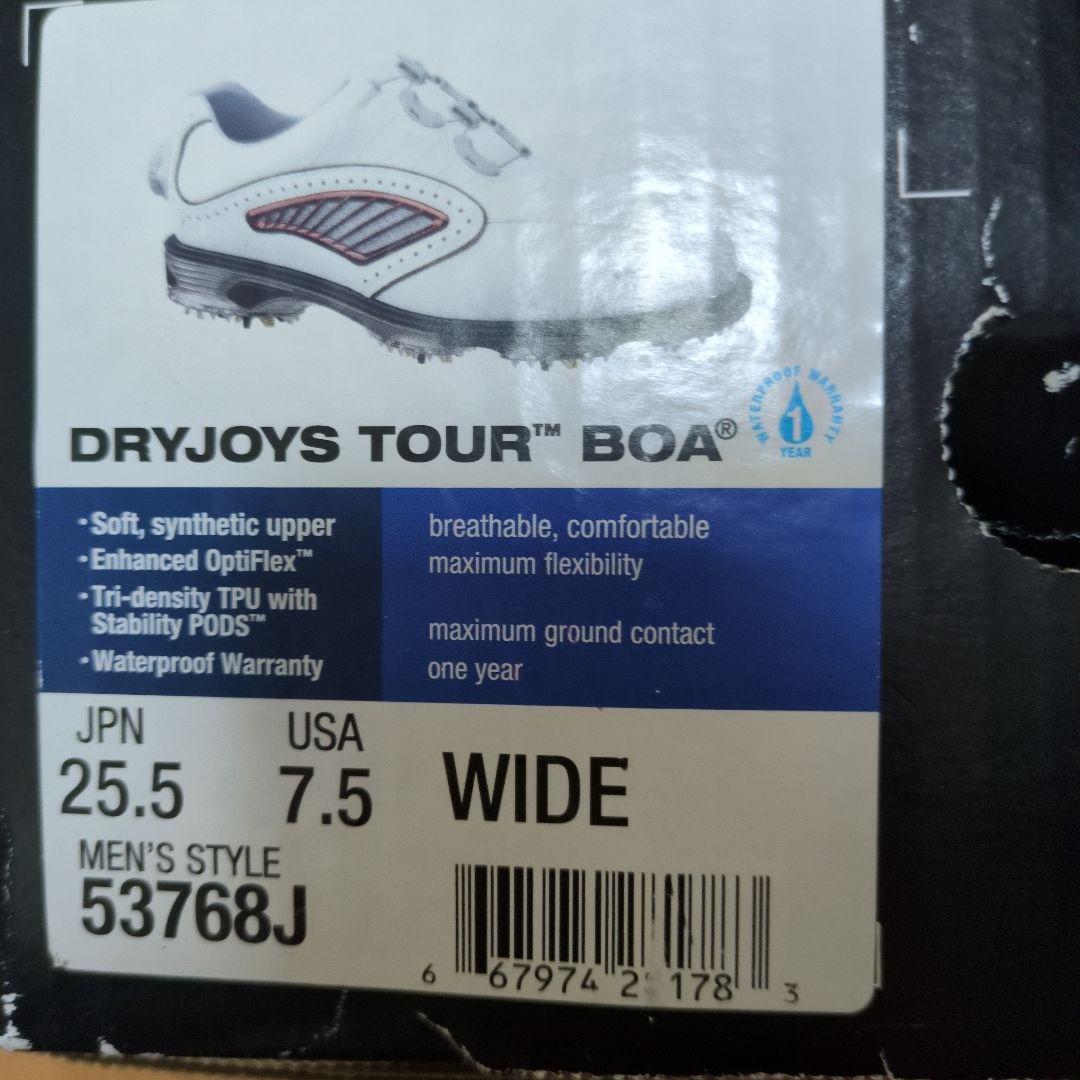 DRYJOYS TOUR™ BOA®
WATERPROOF WARRANTY
1
YEAR
·Soft, synthetic upper breathable, comfortable
·Enhanced OptiFlex™ maximum flexibility
·Tri-density TPU with
Stability PODS™ maximum ground contact
·Waterproof Warranty one year
JPN USA
25.5 7.5 WIDE
MEN'S STYLE
53768J
6 67974 2 178 3